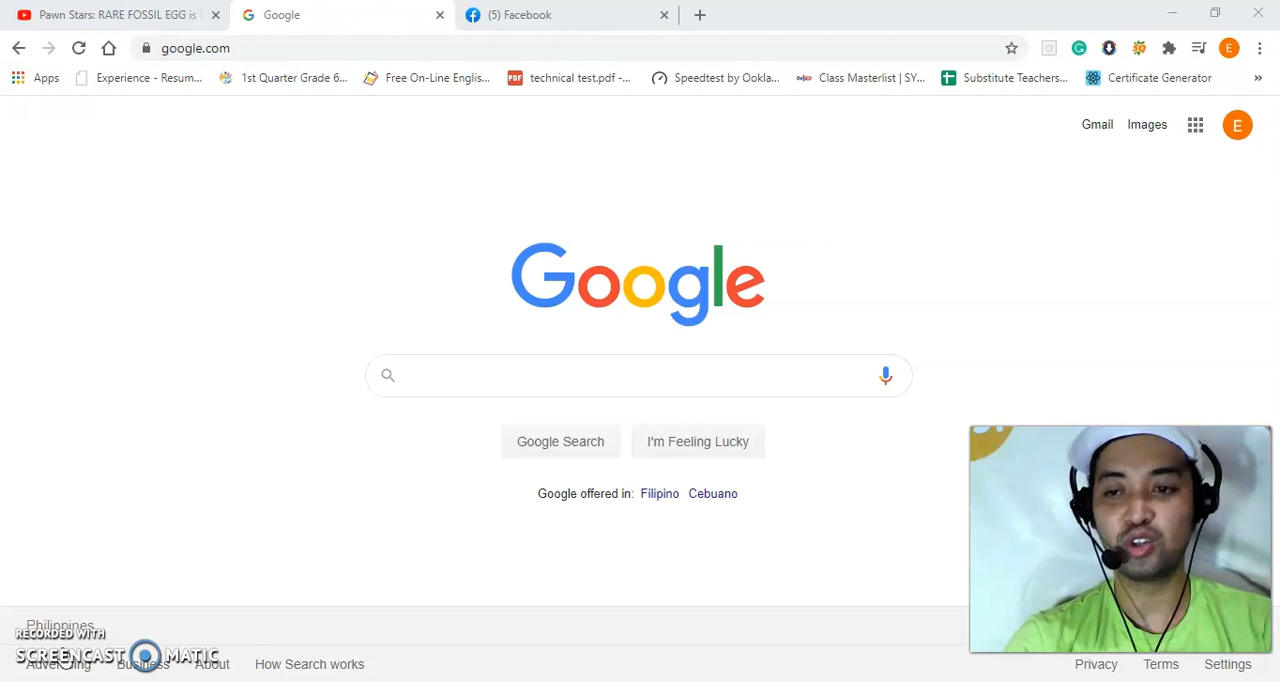 Pawn Stars: RARE FOSSIL EGG is
Google
(5) Facebook
google.com
E
Apps
Experience - Resum...
1st Quarter Grade 6...
Free On-Line Englis...
PDF
technical test.pdf -...
Speedtest by Ookla...
Class Masterlist | SY...
Substitute Teachers...
Certificate Generator
»
Gmail
Images
E
Google
Google Search
I'm Feeling Lucky
Google offered in: Filipino Cebuano
Philippines
RECORDED WITH
SCREENCAST MATIC
Advertising
Business
About
How Search works
Privacy
Terms
Settings